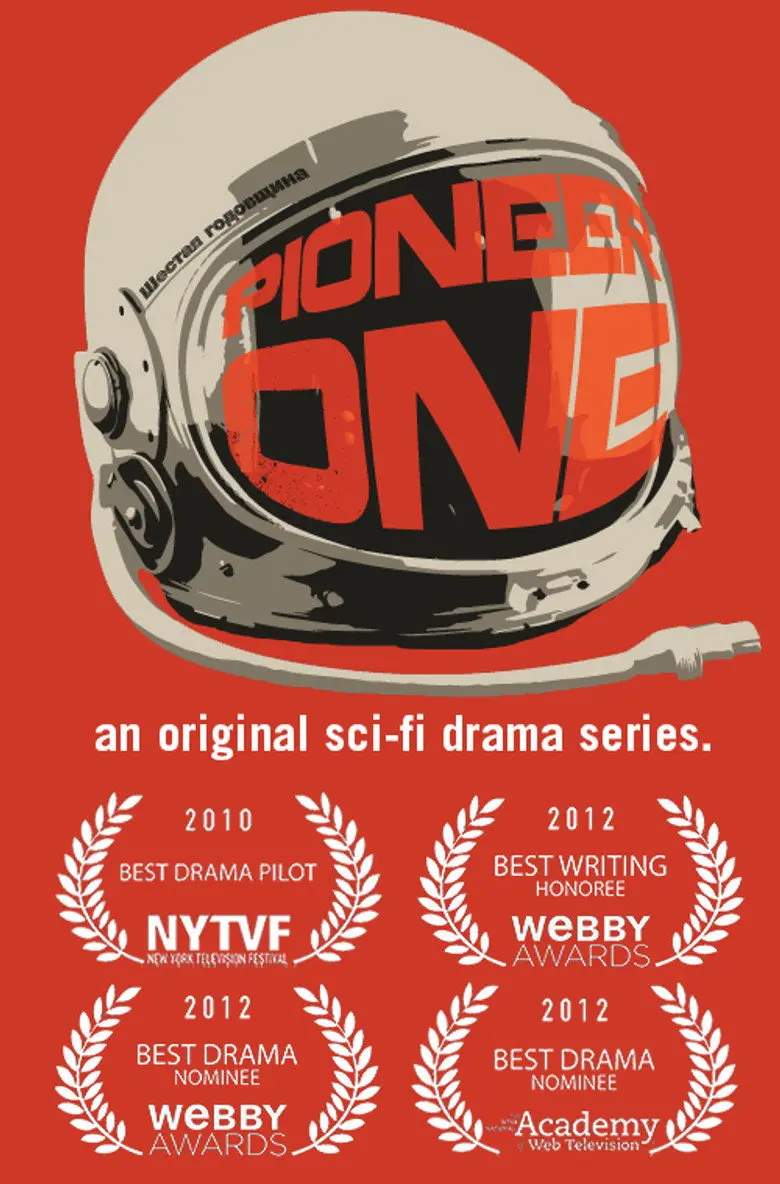 Шестая годовщина
PIONEER
ONE
an original sci-fi drama series.
2010
BEST DRAMA PILOT
NYTVF
NEW YORK TELEVISION FESTIVAL
2012
BEST WRITING
HONOREE
WEBBY
AWARDS
2012
BEST DRAMA
NOMINEE
WEBBY
AWARDS
2012
BEST DRAMA
NOMINEE
Academy
Web Television